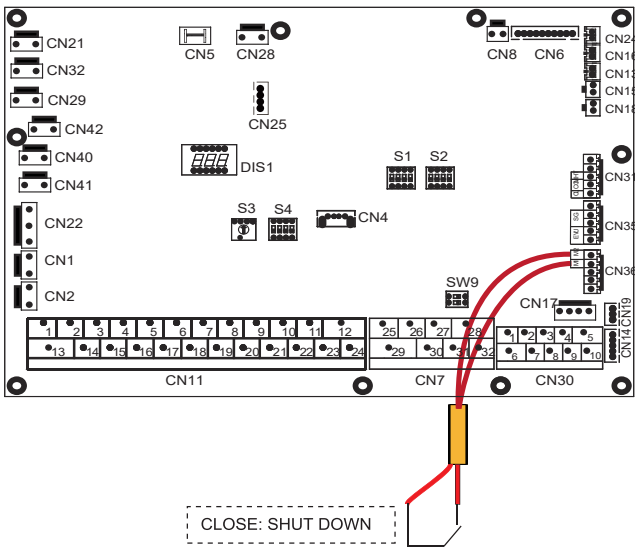 CN21
CN32
CN29
CN42
CN40
CN41
CN22
CN1
CN2
CN5
CN28
CN25
DIS1
S3
S4
CN4
S1
S2
CN8
CN6
CN24
CN16
CN13
CN15
CN18
CN31
CN35
SG
EVU
CN36
M1
M2
SW9
CN17
CN19
CN14
1 2 3 4 5 6 7 8 9 10 11 12
13 14 15 16 17 18 19 20 21 22 23 24
CN11
25 26 27 28
29 30 31 32
CN7
1 2 3 4 5
6 7 8 9 10
CN30
CLOSE: SHUT DOWN